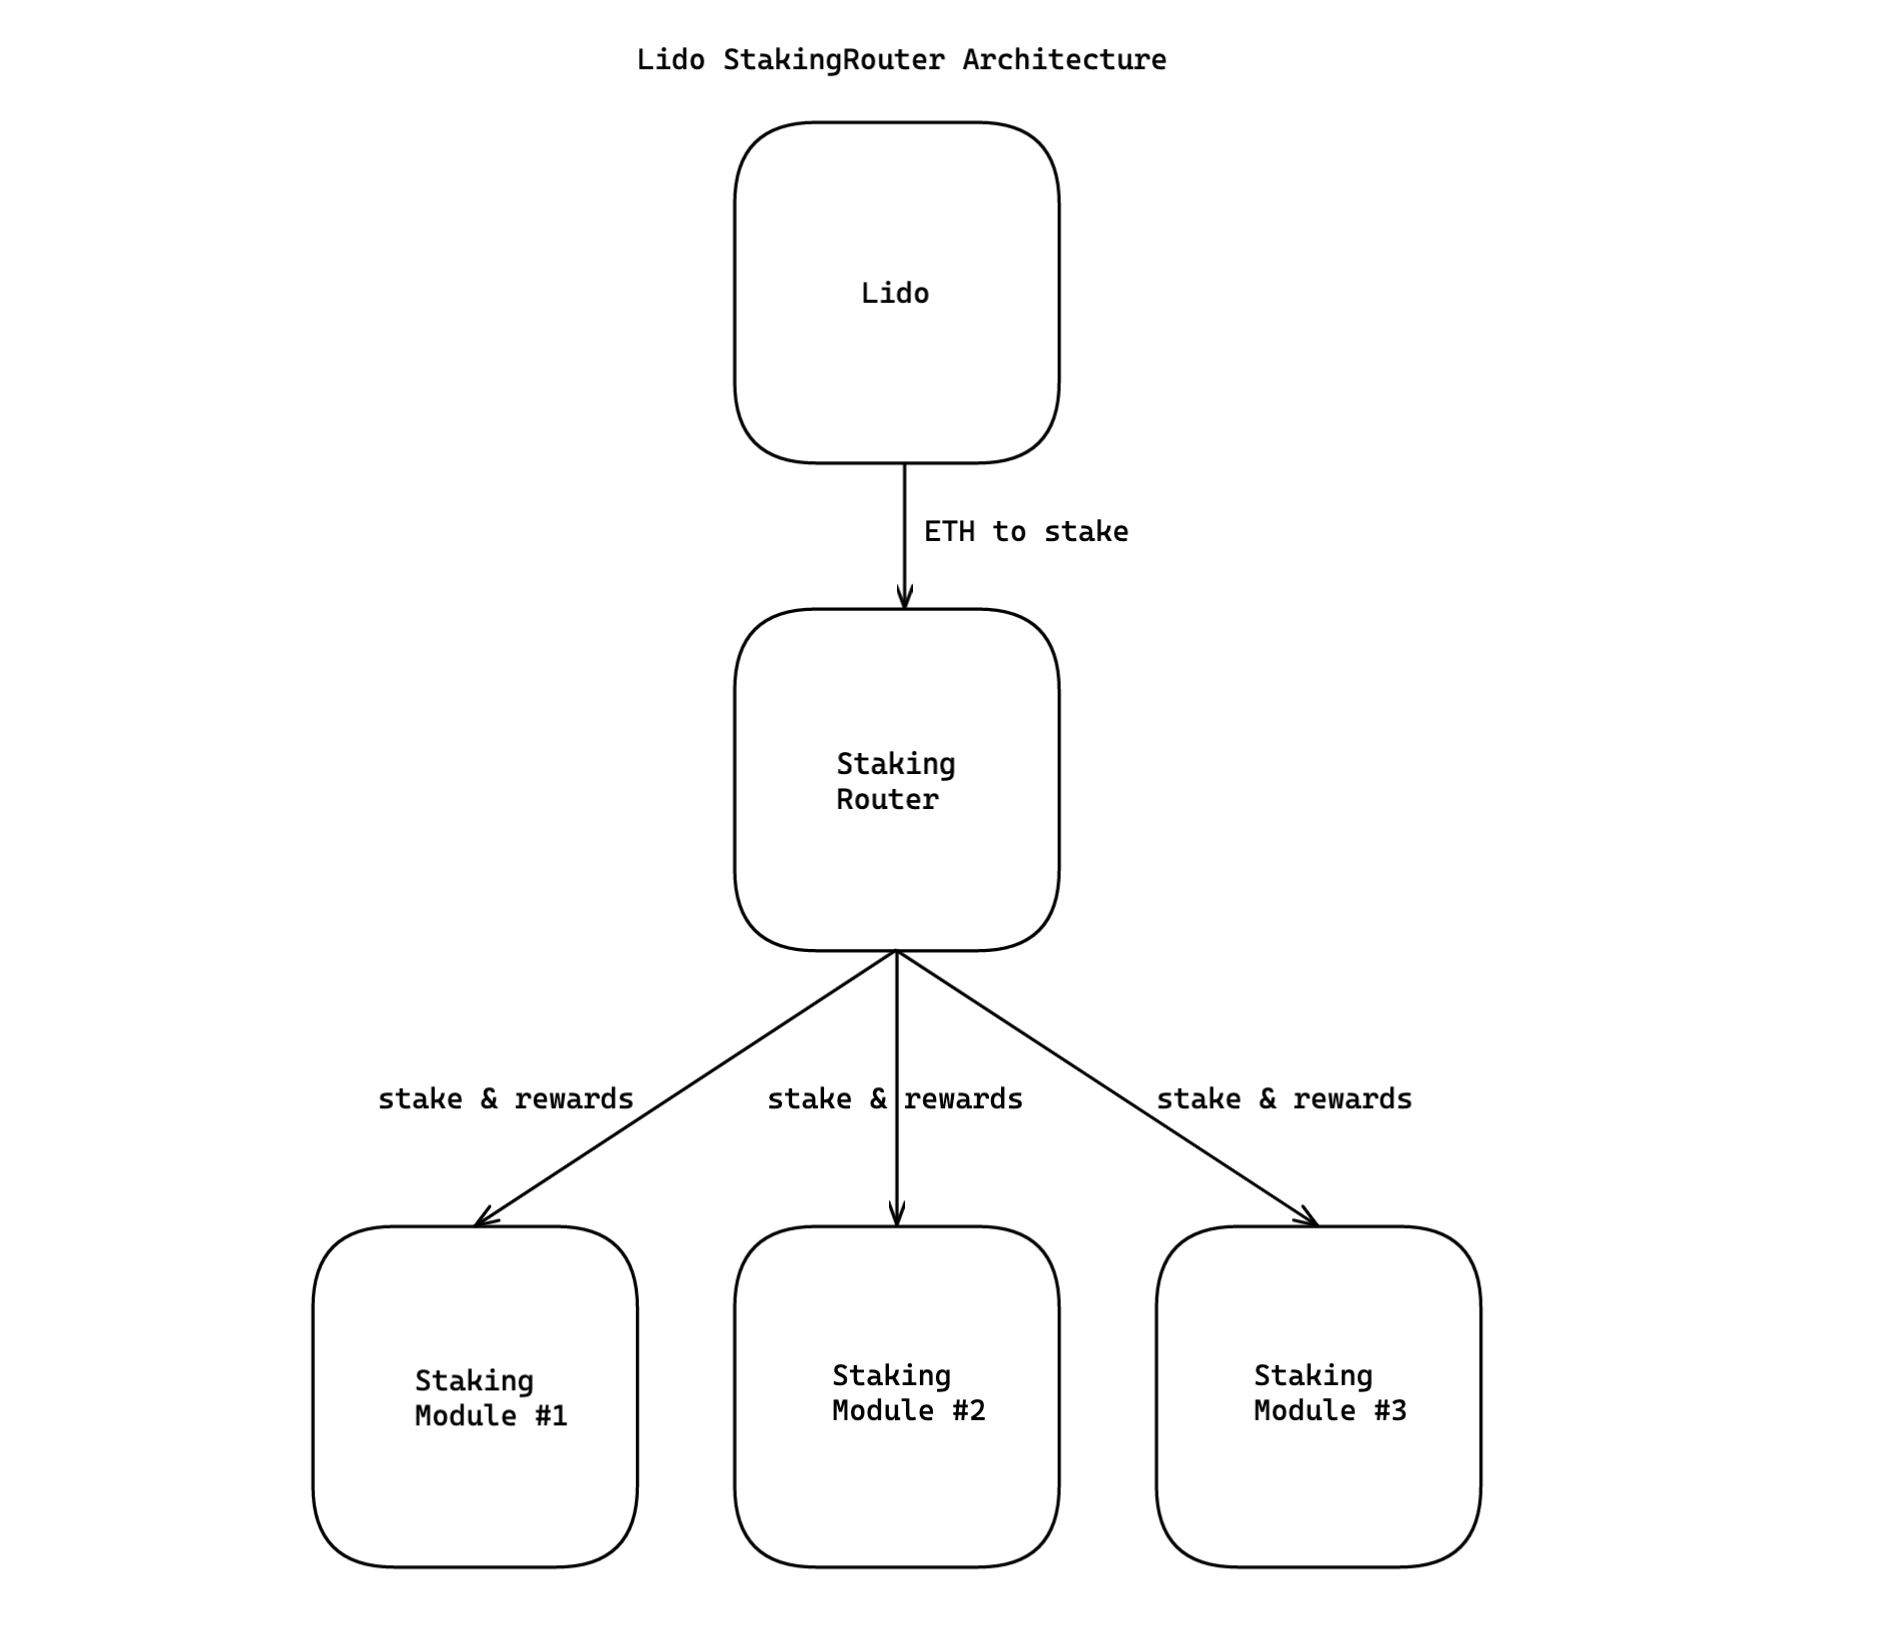 Lido StakingRouter Architecture
Lido
ETH to stake
Staking
Router
stake & rewards
stake & rewards
stake & rewards
Staking
Module #1
Staking
Module #2
Staking
Module #3